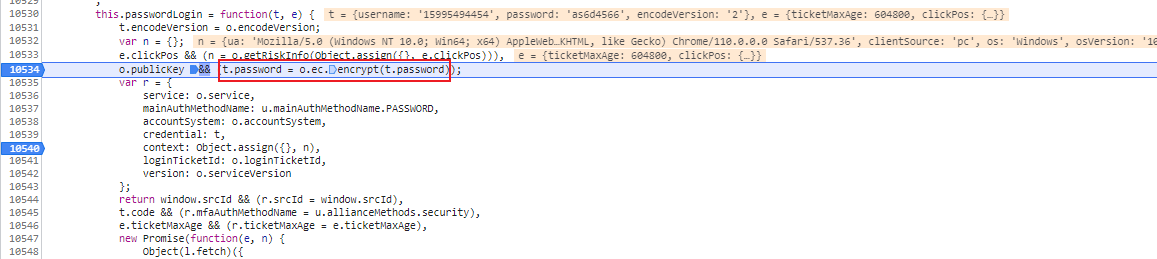 10529 ,
10530 this.passwordLogin = function(t, e) { t = {username: '15995494454', password: 'as6d4566', encodeVersion: '2'}, e = {ticketMaxAge: 604800, clickPos: {…}}
10531 t.encodeVersion = o.encodeversion;
10532 var n = {}; n = {ua: 'Mozilla/5.0 (Windows NT 10.0; Win64; x64) AppleWeb…KHTML, like Gecko) Chrome/110.0.0.0 Safari/537.36', clientSource: 'pc', os: 'Windows', osVersion: '10
10533 e.clickPos && (n = o.getRiskInfo(Object.assign({}, e.clickPos))), e = {ticketMaxAge: 604800, clickPos: {…}}
10534 o.publicKey && (t.password = o.ec.encrypt(t.password));
10535 var r = {
10536 service: o.service,
10537 mainAuthMethodName: u.mainAuthMethodName.PASSWORD,
10538 accountSystem: o.accountSystem,
10539 credential: t,
10540 context: Object.assign({}, n),
10541 loginTicketId: o.loginTicketId,
10542 version: o.serviceVersion
10543 };
10544 return window.srcId && (r.srcId = window.srcId),
10545 t.code && (r.mfaAuthMethodName = u.allianceMethods.security),
10546 e.ticketMaxAge && (r.ticketMaxAge = e.ticketMaxAge),
10547 new Promise(function(e, n) {
10548 Object(l.fetch)({